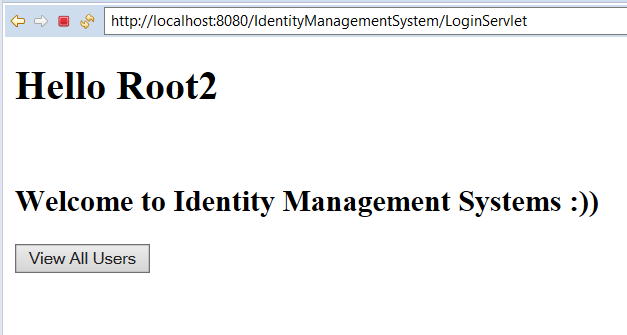 http://localhost:8080/IdentityManagementSystem/LoginServlet
Hello Root2
Welcome to Identity Management Systems :))
View All Users